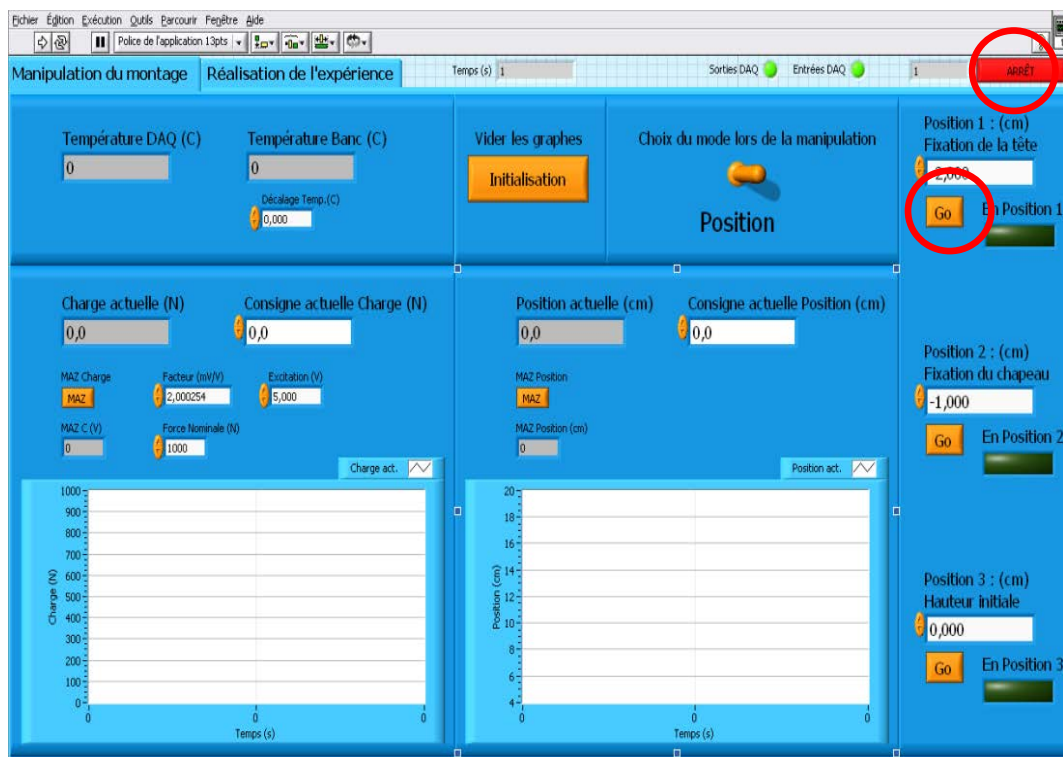 Fichier Édition Exécution Outils Parcourir Fenêtre Aide
Police de l'application 13pts
Manipulation du montage Réalisation de l'expérience Temps (s) 1 Sorties DAQ Entrées DAQ 1 ARRÊT
Température DAQ (C) Température Banc (C) Vider les graphes Choix du mode lors de la manipulation
0 0 Initialisation
Décalage Temp.(C)
0,000
Position
Position 1 : (cm)
Fixation de la tête
-2,000
Go En Position 1
Charge actuelle (N) Consigne actuelle Charge (N)
0,0 0,0
MAZ Charge Facteur (mV/V) Excitation (V)
MAZ 2,000254 5,000
MAZ C (V) Force Nominale (N)
0 1000
Charge act.
1000
900
800
700
600
500
400
300
200
100
0
Charge (N)
0 0 0
Temps (s)
Position actuelle (cm) Consigne actuelle Position (cm)
0,0 0,0
MAZ Position
MAZ
MAZ Position (cm)
0
Position act.
20
18
16
14
12
10
8
6
4
Position (cm)
0 0 0
Temps (s)
Position 2 : (cm)
Fixation du chapeau
-1,000
Go En Position 2
Position 3 : (cm)
Hauteur initiale
0,000
Go En Position 3